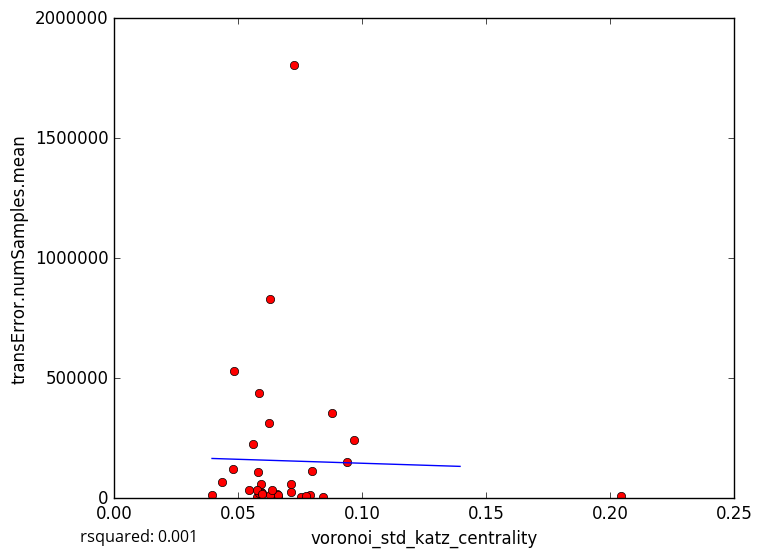 2000000
1500000
1000000
500000
0
transError.numSamples.mean
0.00 0.05 0.10 0.15 0.20 0.25
rsquared: 0.001
voronoi_std_katz_centrality